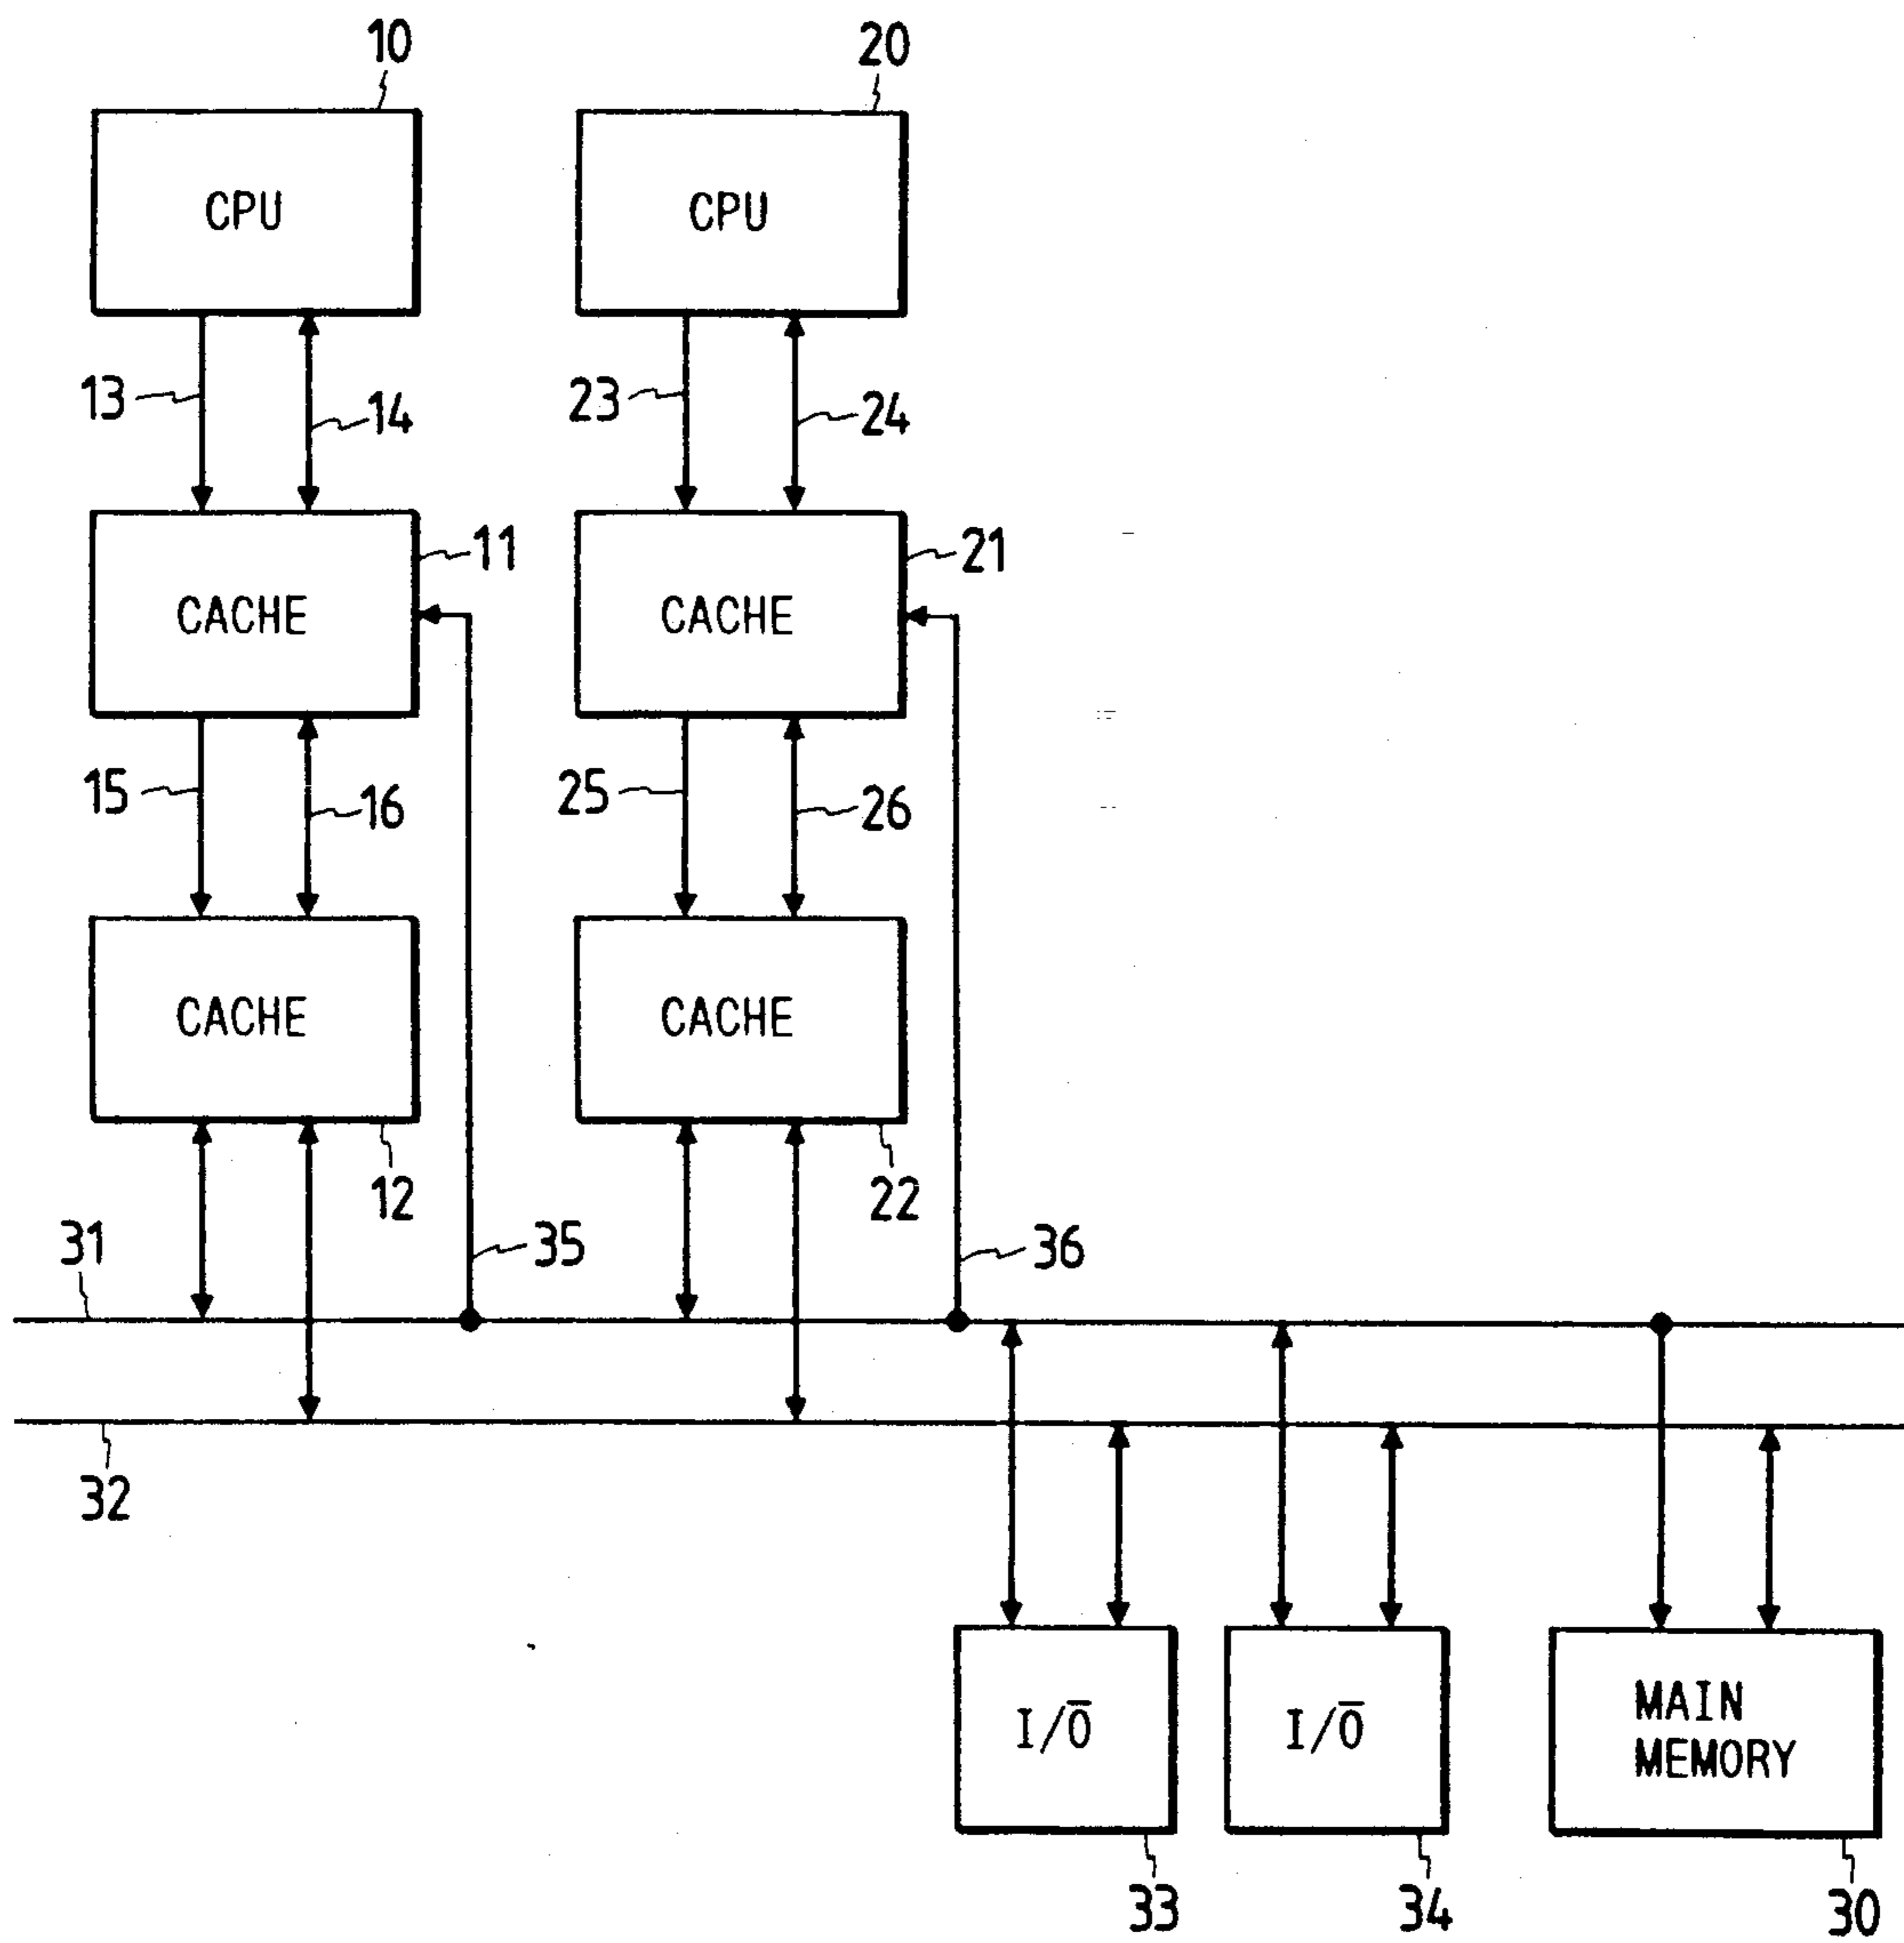 10 20
CPU CPU
13 14 23 24
11 21
CACHE CACHE
15 16 25 26
CACHE CACHE
12 22
31 35 36
32
I/O̅ I/O̅ MAIN
MEMORY
33 34 30